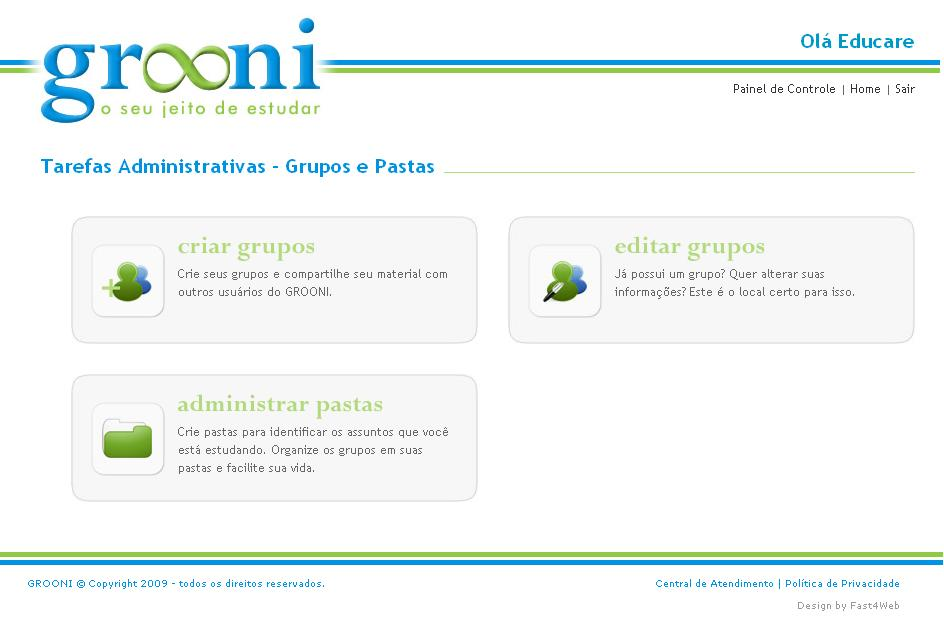 grooni
o seu jeito de estudar
Olá Educare
Painel de Controle | Home | Sair
Tarefas Administrativas - Grupos e Pastas
criar grupos
Crie seus grupos e compartilhe seu material com
outros usuários do GROONI.
editar grupos
Já possui um grupo? Quer alterar suas
informações? Este é o local certo para isso.
administrar pastas
Crie pastas para identificar os assuntos que você
está estudando. Organize os grupos em suas
pastas e facilite sua vida.
GROONI © Copyright 2009 - todos os direitos reservados.
Central de Atendimento | Política de Privacidade
Design by Fast4Web